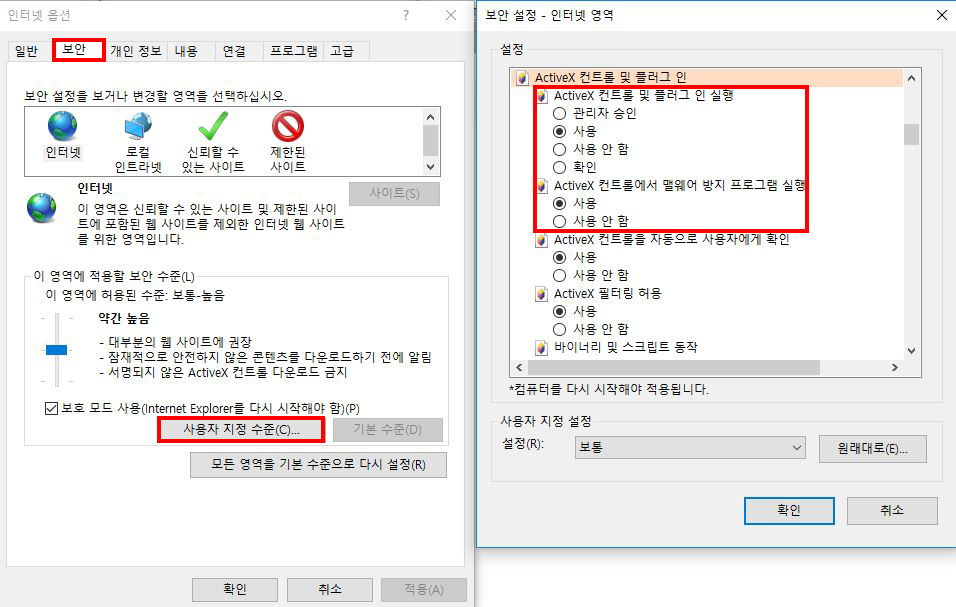 인터넷 옵션
?
일반
보안
개인 정보
내용
연결
프로그램
고급
보안 설정을 보거나 변경할 영역을 선택하십시오.
인터넷
로컬
인트라넷
신뢰할 수
있는 사이트
제한된
사이트
인터넷
사이트(S)
이 영역은 신뢰할 수 있는 사이트 및 제한된 사이
트에 포함된 웹 사이트를 제외한 인터넷 웹 사이트
를 위한 영역입니다.
이 영역에 적용할 보안 수준(L)
이 영역에 허용된 수준: 보통-높음
약간 높음
- 대부분의 웹 사이트에 권장
- 잠재적으로 안전하지 않은 콘텐츠를 다운로드하기 전에 알림
- 서명되지 않은 ActiveX 컨트롤 다운로드 금지
보호 모드 사용(Internet Explorer를 다시 시작해야 함)(P)
사용자 지정 수준(C)...
기본 수준(D)
모든 영역을 기본 수준으로 다시 설정(R)
확인
취소
적용(A)
보안 설정 - 인터넷 영역
설정
ActiveX 컨트롤 및 플러그 인
ActiveX 컨트롤 및 플러그 인 실행
관리자 승인
사용
사용 안 함
확인
ActiveX 컨트롤에서 맬웨어 방지 프로그램 실행
사용
사용 안 함
ActiveX 컨트롤을 자동으로 사용자에게 확인
사용
사용 안 함
ActiveX 필터링 허용
사용
사용 안 함
바이너리 및 스크립트 동작
*컴퓨터를 다시 시작해야 적용됩니다.
사용자 지정 설정
설정(R):
보통
원래대로(E)...
확인
취소